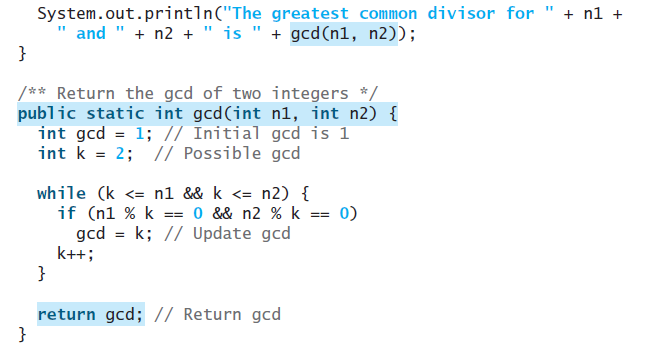 System.out.println("The greatest common divisor for " + n1 +
" and " + n2 + " is " + gcd(n1, n2));
}
/** Return the gcd of two integers */
public static int gcd(int n1, int n2) {
int gcd = 1; // Initial gcd is 1
int k = 2; // Possible gcd
while (k <= n1 && k <= n2) {
if (n1 % k == 0 && n2 % k == 0)
gcd = k; // Update gcd
k++;
}
return gcd; // Return gcd
}